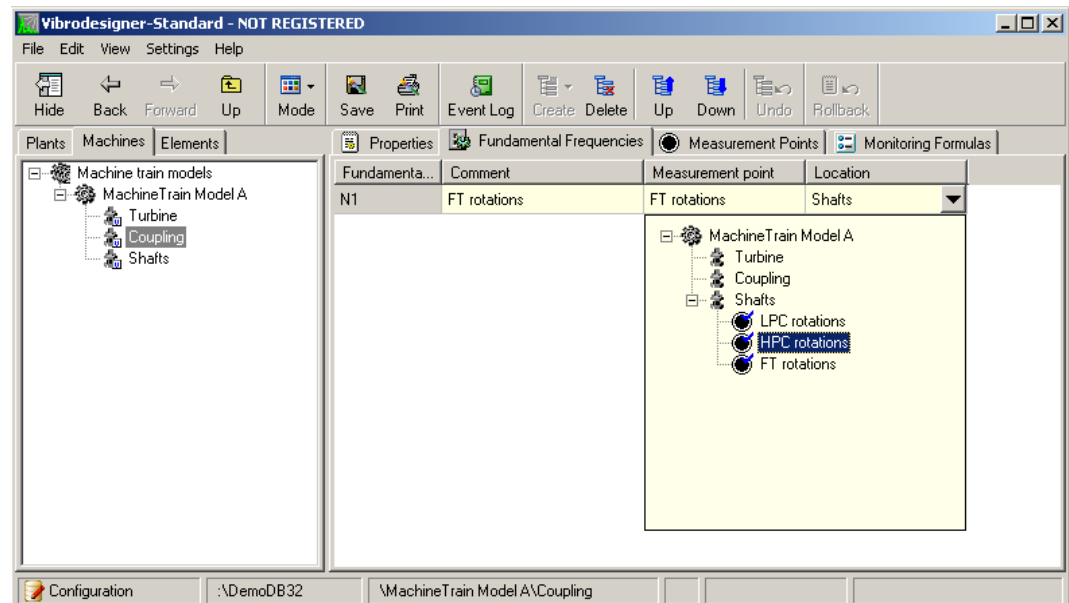 Vibrodesigner-Standard - NOT REGISTERED
File Edit View Settings Help
Hide Back Forward Up Mode Save Print Event Log Create Delete Up Down Undo Rollback
Plants Machines Elements
Properties Fundamental Frequencies Measurement Points Monitoring Formulas
Machine train models
MachineTrain Model A
Turbine
Coupling
Shafts
Fundamenta... Comment Measurement point Location
N1 FT rotations FT rotations Shafts
MachineTrain Model A
Turbine
Coupling
Shafts
LPC rotations
HPC rotations
FT rotations
Configuration :\DemoDB32 \MachineTrain Model A\Coupling